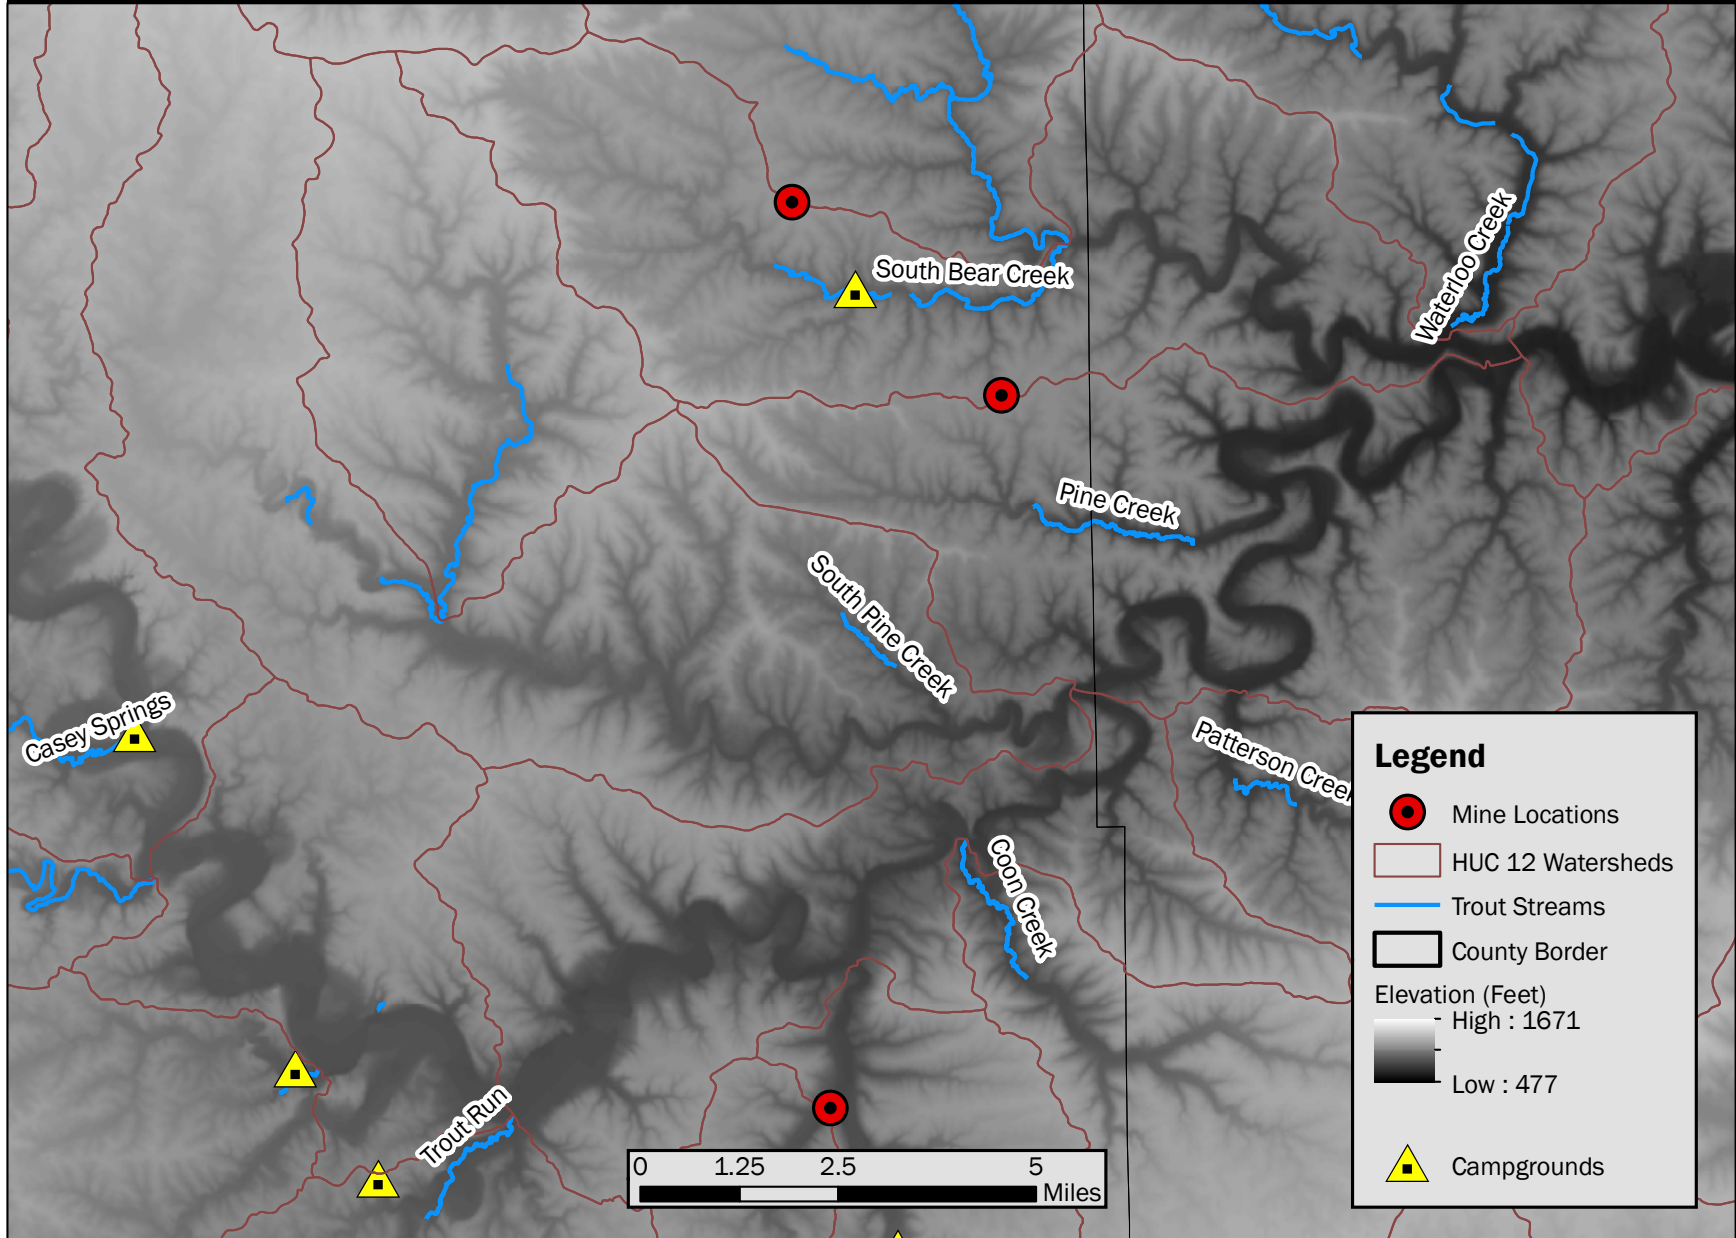 South Bear Creek
Waterloo Creek
Pine Creek
South Pine Creek
Casey Springs
Patterson Creek
Coon Creek
Trout Run
0 1.25 2.5 5
Miles
Legend
Mine Locations
HUC 12 Watersheds
Trout Streams
County Border
Elevation (Feet)
High : 1671
Low : 477
Campgrounds